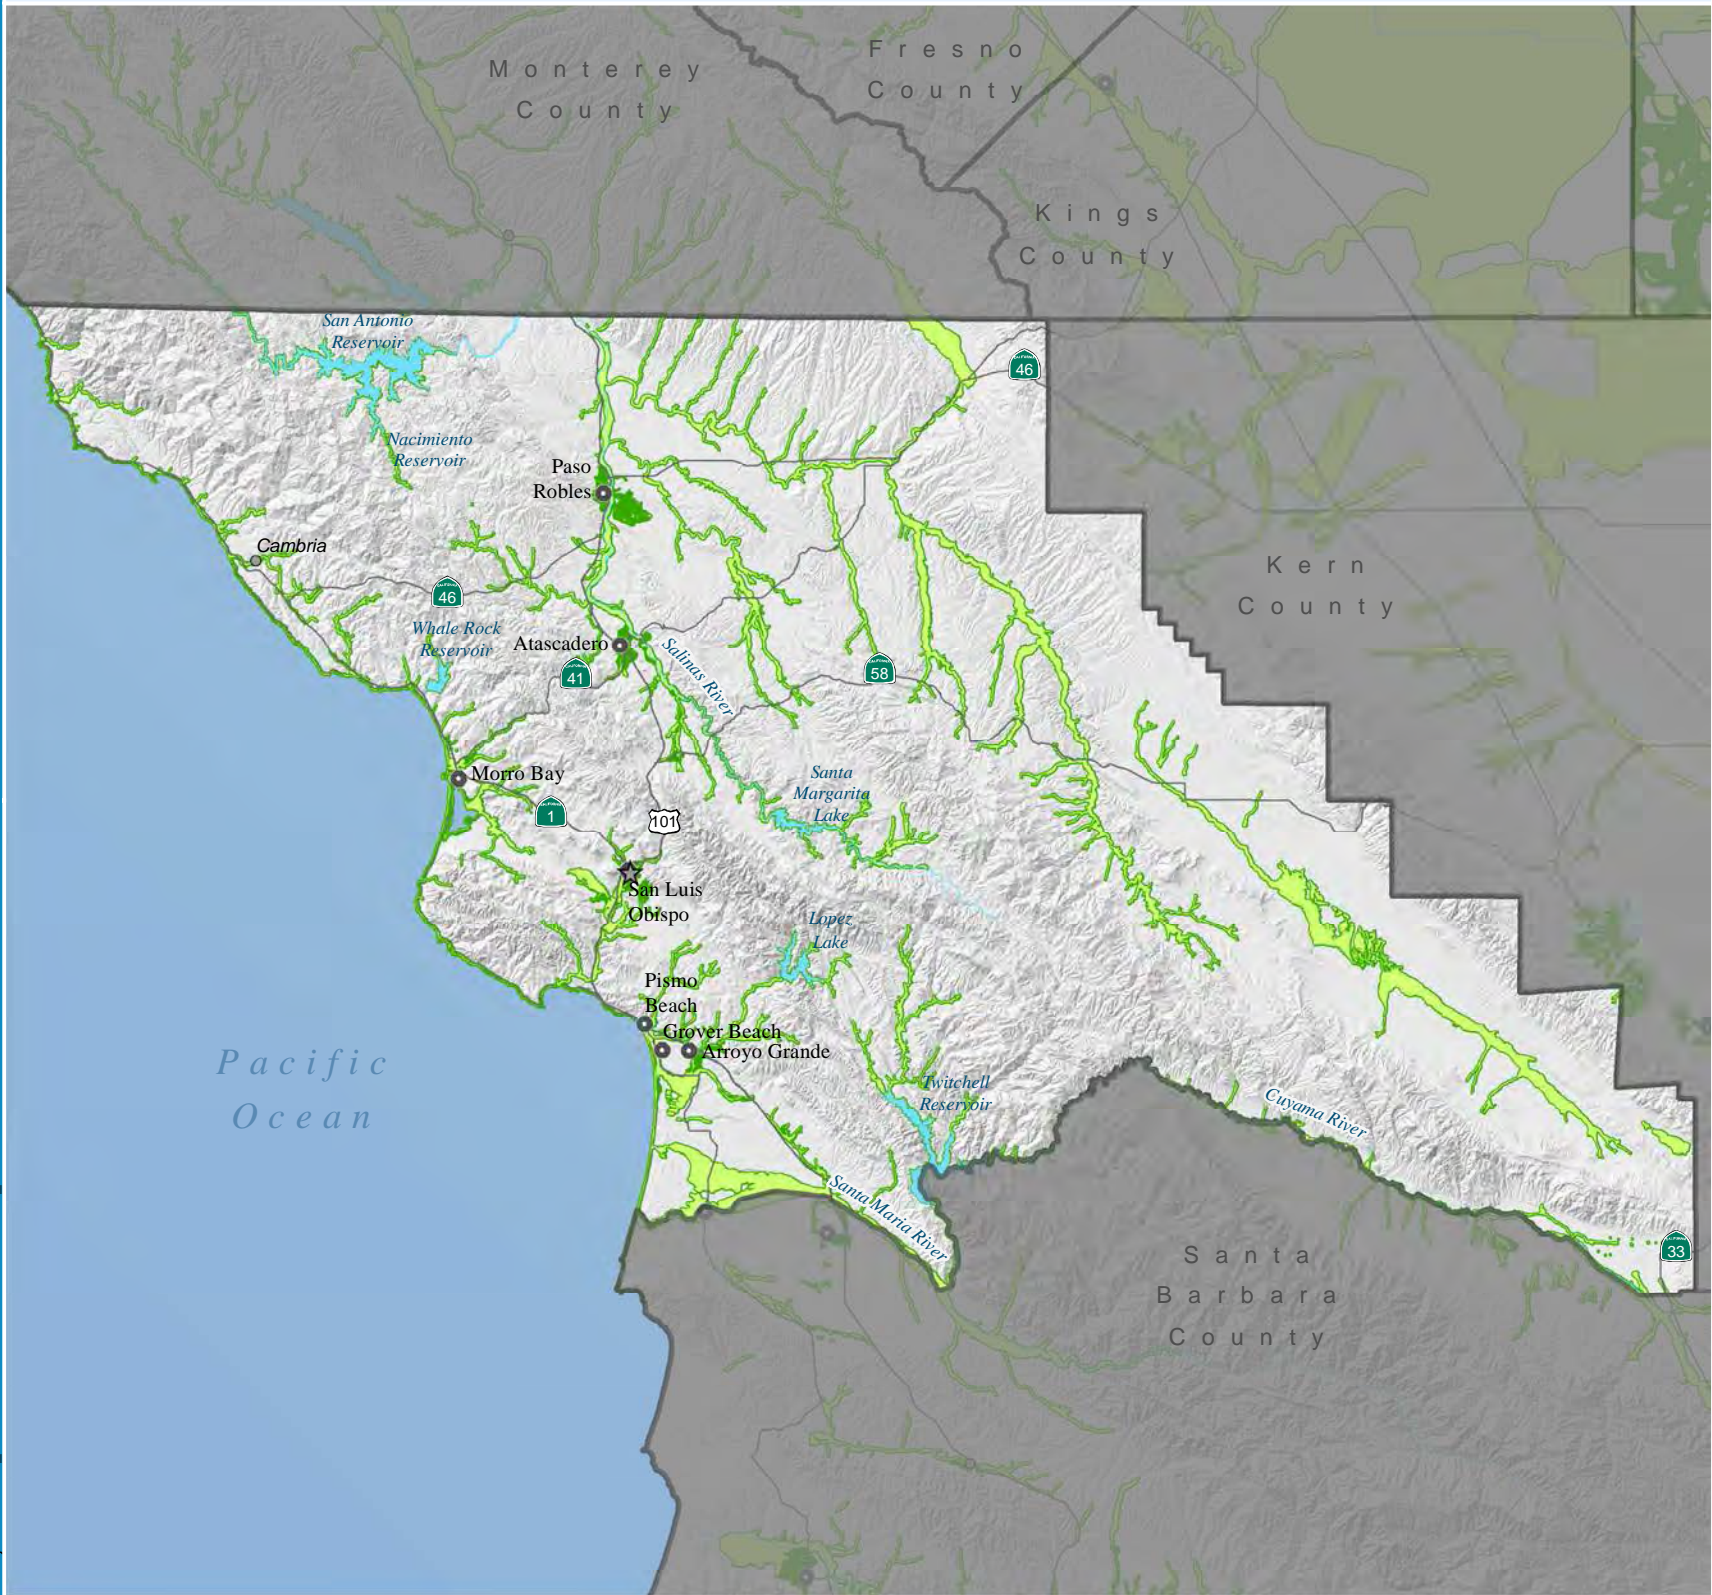 Monterey
County
Fresno
County
Kings
County
San Antonio
Reservoir
46
Nacimiento
Reservoir
Paso
Robles
Cambria
46
Kern
County
Whale Rock
Reservoir
Atascadero
41
Salinas River
58
Morro Bay
1
101
Santa
Margarita
Lake
San Luis
Obispo
Lopez
Lake
Pismo
Beach
Grover Beach
Arroyo Grande
Pacific
Ocean
Twitchell
Reservoir
Cuyama River
Santa Maria River
Santa
Barbara
County
33